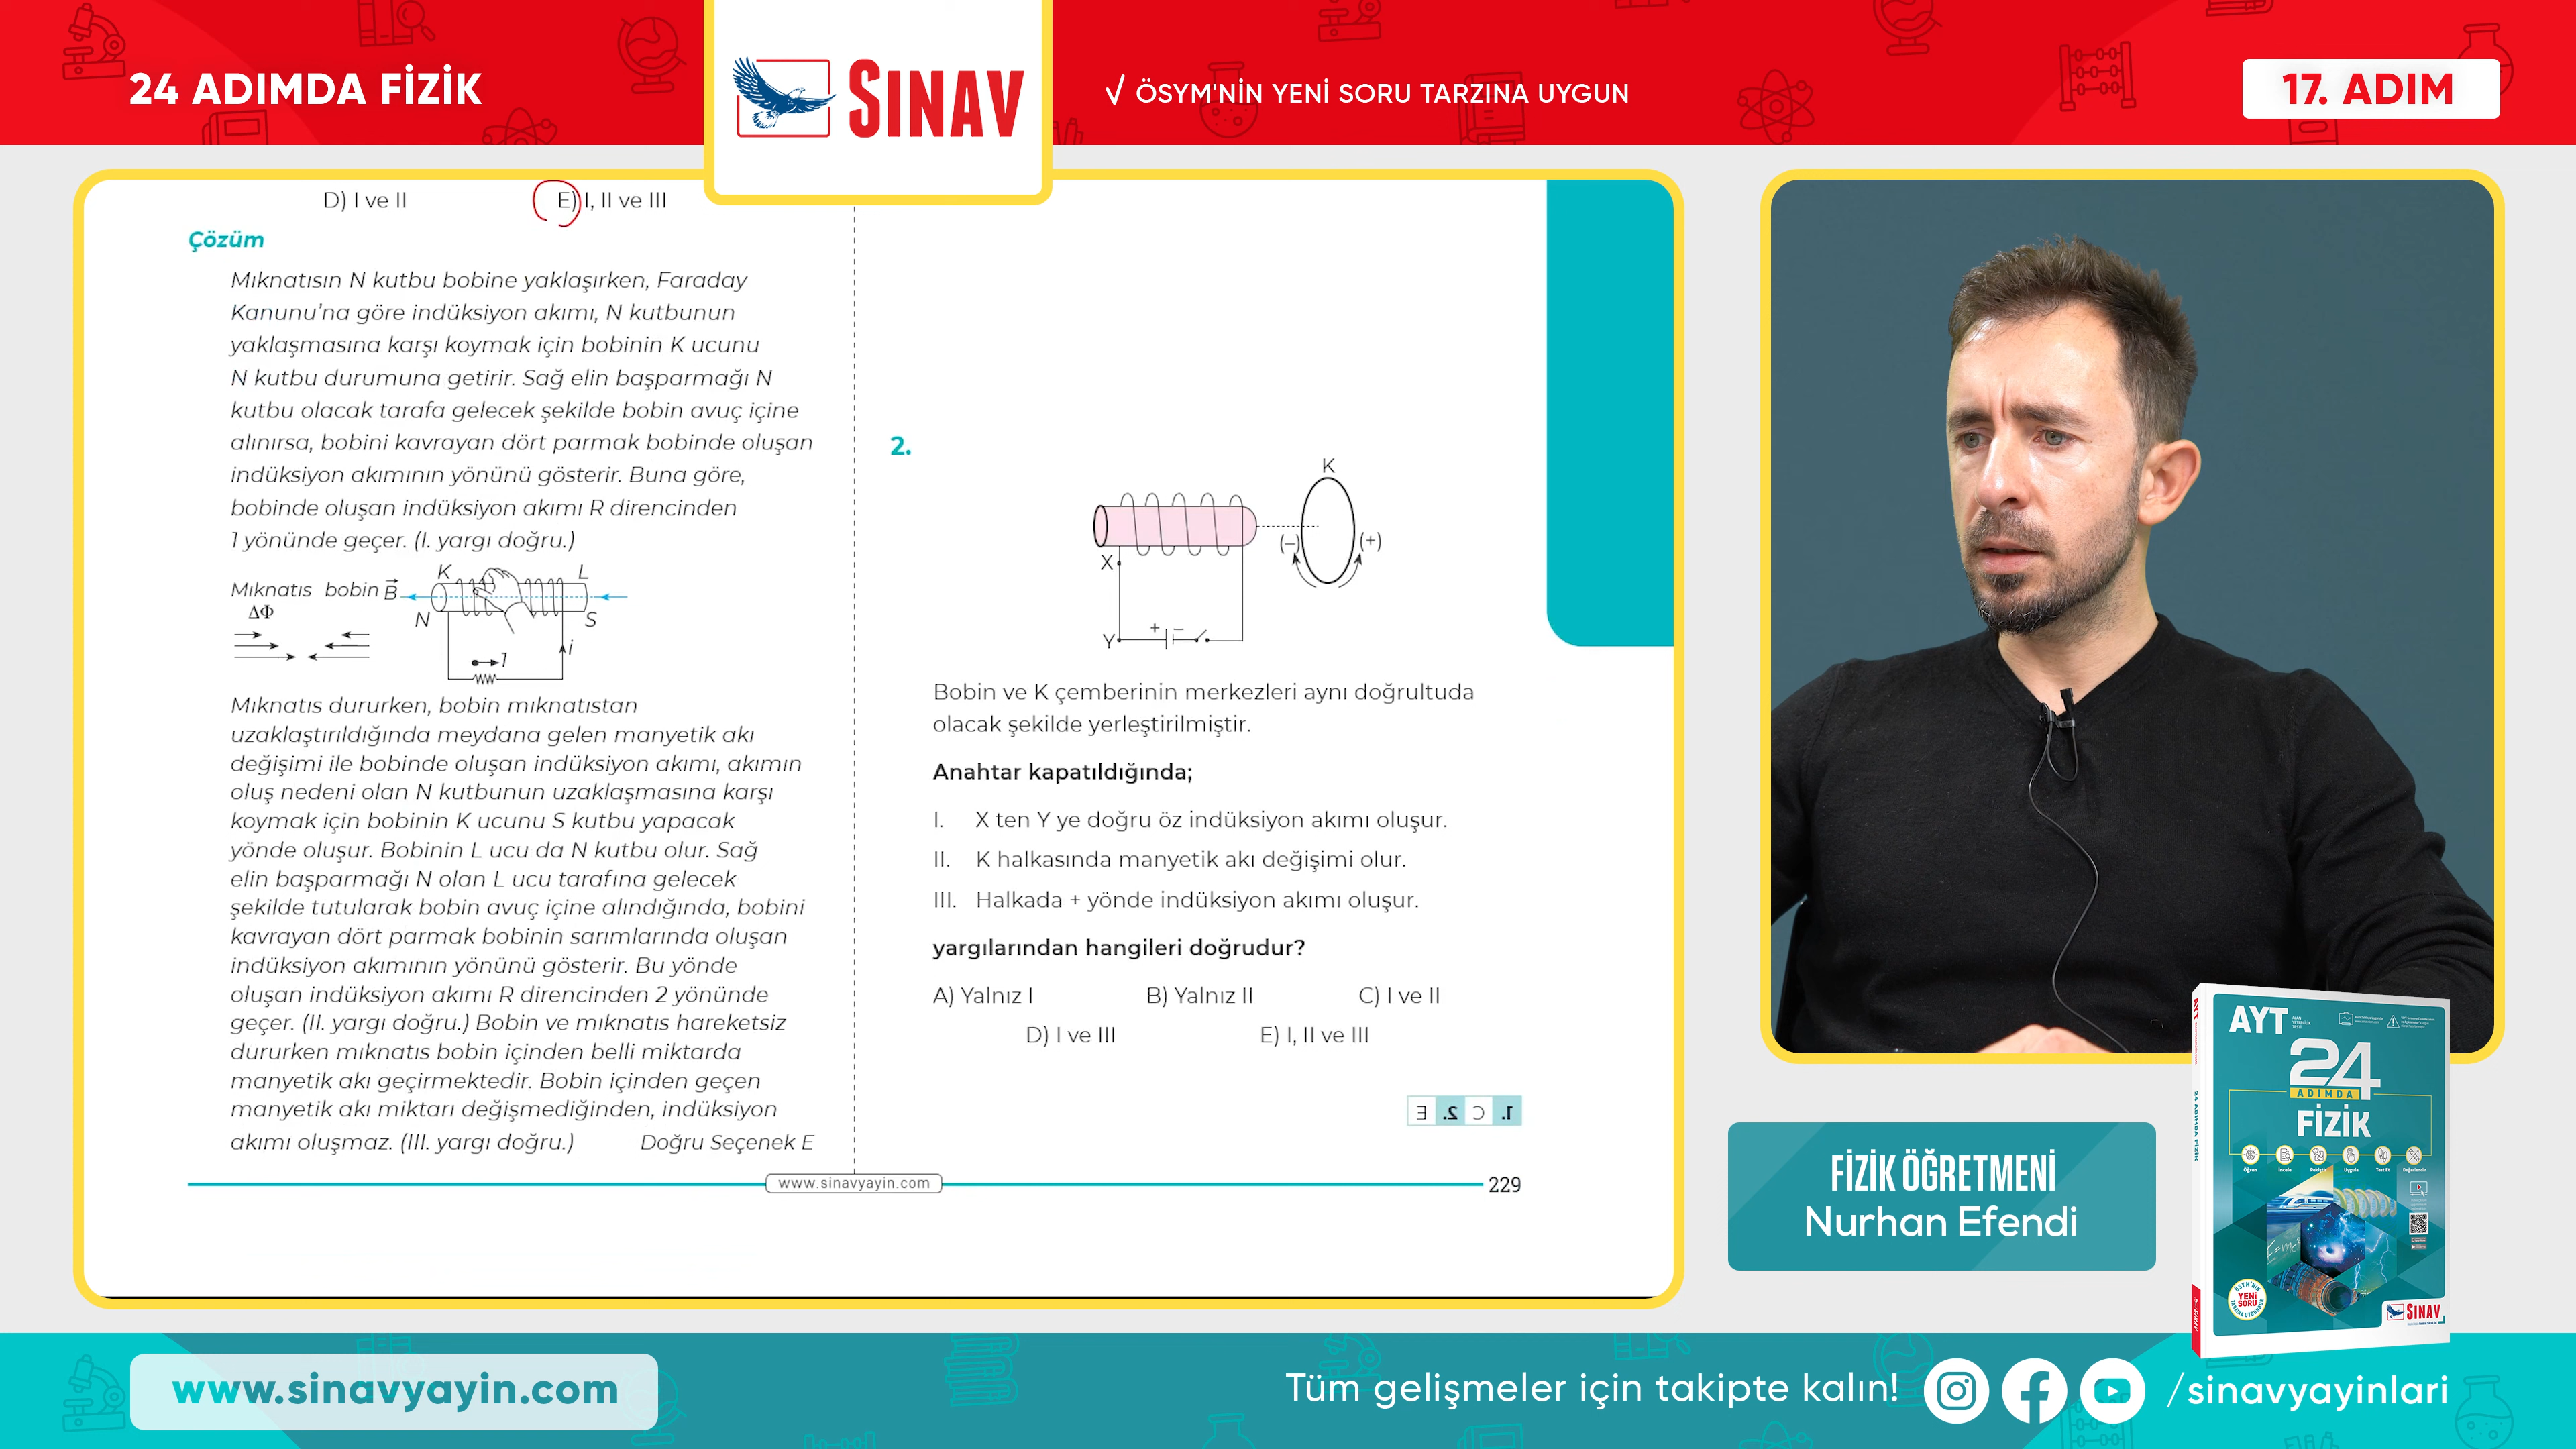 24 ADIMDA FİZİK
SINAV
√ ÖSYM'NİN YENİ SORU TARZINA UYGUN
17. ADIM
D) I ve II
E) I, II ve III
Çözüm
Mıknatısın N kutbu bobine yaklaşırken, Faraday
Kanunu'na göre indüksiyon akımı, N kutbunun
yaklaşmasına karşı koymak için bobinin K ucunu
N kutbu durumuna getirir. Sağ elin başparmağı N
kutbu olacak tarafa gelecek şekilde bobin avuç içine
alınırsa, bobini kavrayan dört parmak bobinde oluşan
indüksiyon akımının yönünü gösterir. Buna göre,
bobinde oluşan indüksiyon akımı R direncinden
1 yönünde geçer. (I. yargı doğru.)
K L
Mıknatıs bobin B
ΔΦ
N S
i
1
Mıknatıs dururken, bobin mıknatıstan
uzaklaştırıldığında meydana gelen manyetik akı
değişimi ile bobinde oluşan indüksiyon akımı, akımın
oluş nedeni olan N kutbunun uzaklaşmasına karşı
koymak için bobinin K ucunu S kutbu yapacak
yönde oluşur. Bobinin L ucu da N kutbu olur. Sağ
elin başparmağı N olan L ucu tarafına gelecek
şekilde tutularak bobin avuç içine alındığında, bobini
kavrayan dört parmak bobinin sarımlarında oluşan
indüksiyon akımının yönünü gösterir. Bu yönde
oluşan indüksiyon akımı R direncinden 2 yönünde
geçer. (II. yargı doğru.) Bobin ve mıknatıs hareketsiz
dururken mıknatıs bobin içinden belli miktarda
manyetik akı geçirmektedir. Bobin içinden geçen
manyetik akı miktarı değişmediğinden, indüksiyon
akımı oluşmaz. (III. yargı doğru.) Doğru Seçenek E
2.
K
(−) (+)
X
Y
+ −
Bobin ve K çemberinin merkezleri aynı doğrultuda
olacak şekilde yerleştirilmiştir.
Anahtar kapatıldığında;
I. X ten Y ye doğru öz indüksiyon akımı oluşur.
II. K halkasında manyetik akı değişimi olur.
III. Halkada + yönde indüksiyon akımı oluşur.
yargılarından hangileri doğrudur?
A) Yalnız I B) Yalnız II C) I ve II
D) I ve III E) I, II ve III
1. C 2. E
www.sinavyayin.com
229
FİZİK ÖĞRETMENİ
Nurhan Efendi
AYT
24
ADIMDA
FİZİK
YENİ
SORU
SINAV
www.sinavyayin.com
Tüm gelişmeler için takipte kalın!
/sinavyayinlari